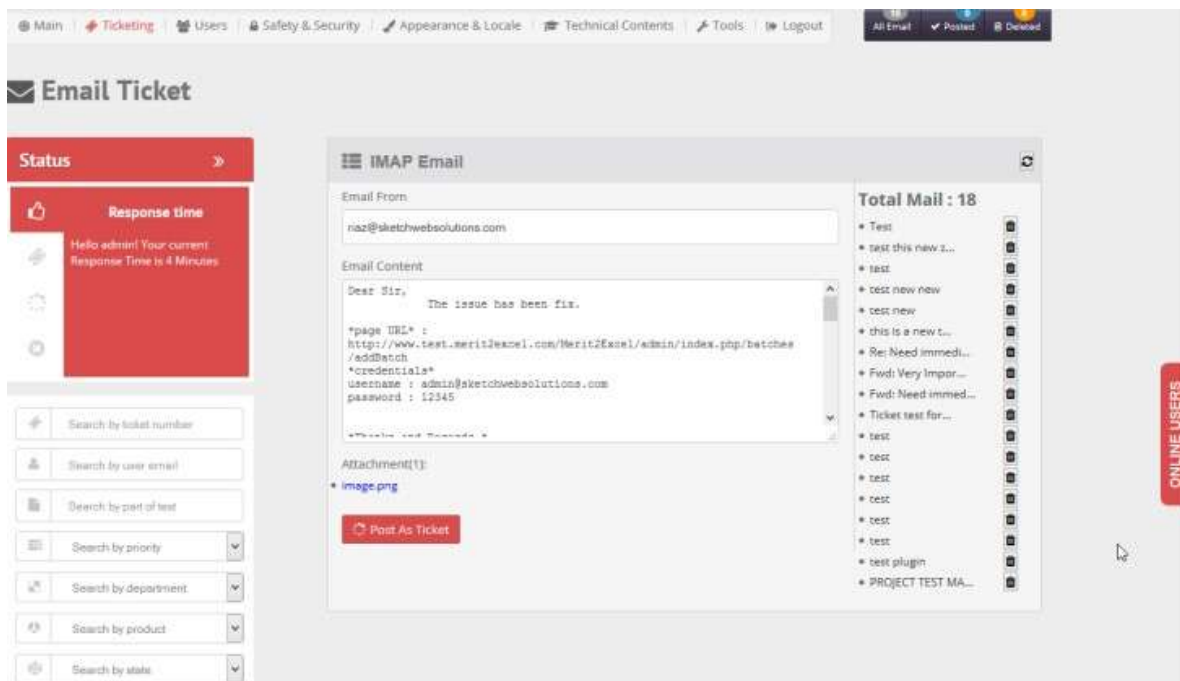 Main Ticketing Users Safety & Security Appearance & Locale Technical Contents Tools Logout
All Email Posted Deleted
Email Ticket
Status
Response time
Hello admin! Your current
Response Time is 4 Minutes
Search by ticket number
Search by user email
Search by part of text
Search by priority
Search by department
Search by product
Search by state
IMAP Email
Email From
riaz@sketchwebsolutions.com
Email Content
Dear Sir,
The issue has been fix.
*page URL* :
http://www.test.merit2excel.com/Merit2Excel/admin/index.php/batches
/addBatch
*credentials*
username : admin@sketchwebsolutions.com
password : 12345
*Thanks and Regards *
Attachment(1):
image.png
Post As Ticket
Total Mail : 18
Test
test this new z...
test
test new new
test new
this is a new t...
Re: Need immedi...
Fwd: Very Impor...
Fwd: Need immed...
Ticket test for...
test
test
test
test
test
test
test plugin
PROJECT TEST MA...
ONLINE USERS